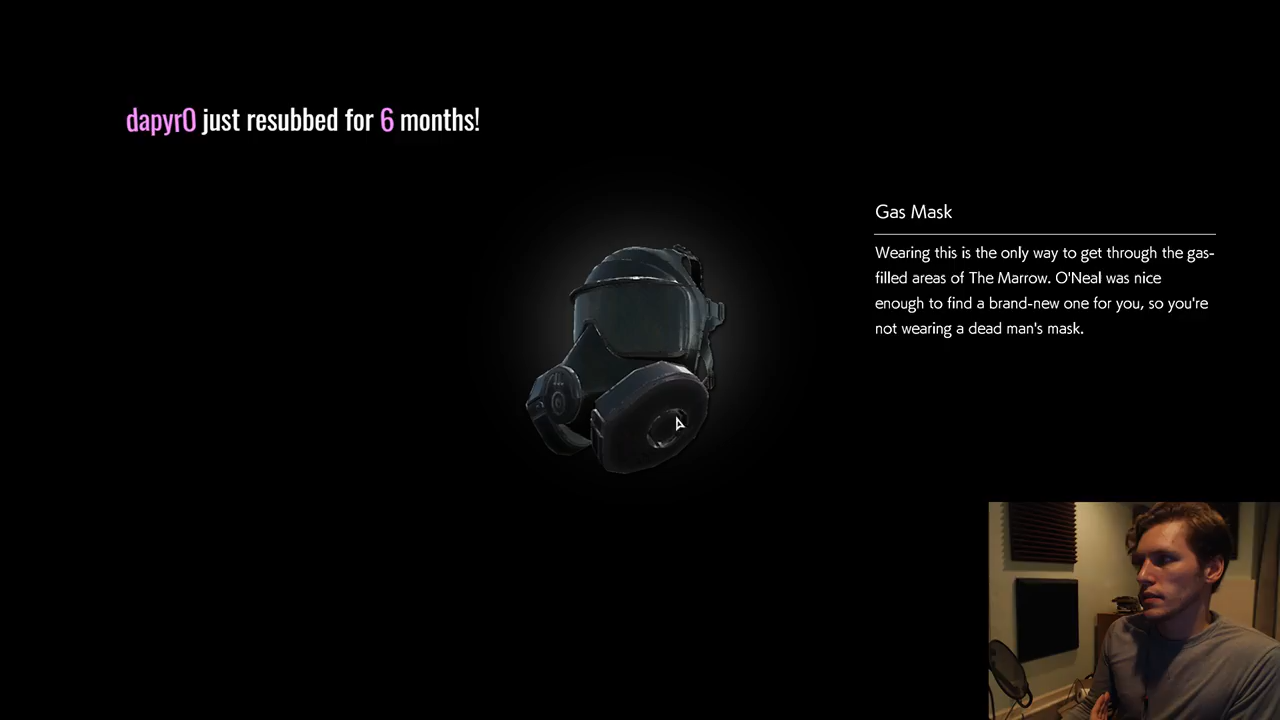 dapyr0 just resubbed for 6 months!
Gas Mask
Wearing this is the only way to get through the gas-
filled areas of The Marrow. O'Neal was nice
enough to find a brand-new one for you, so you're
not wearing a dead man's mask.